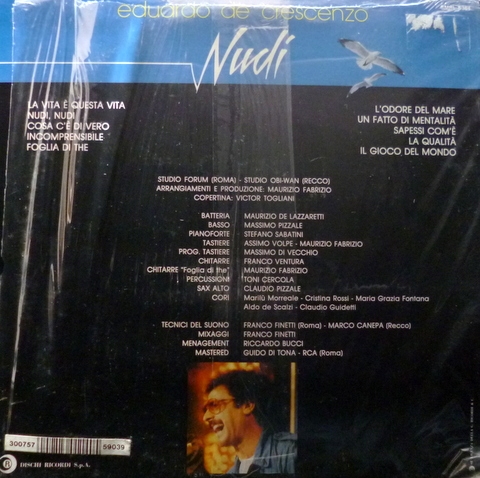 eduardo de crescenzo
Nudi
LA VITA È QUESTA VITA
NUDI, NUDI
COSA C'È DI VERO
INCOMPRENSIBILE
FOGLIA DI THE
L'ODORE DEL MARE
UN FATTO DI MENTALITÀ
SAPESSI COM'È
LA QUALITÀ
IL GIOCO DEL MONDO
STUDIO FORUM (ROMA) - STUDIO OBI-WAN (RECCO)
ARRANGIAMENTI E PRODUZIONE: MAURIZIO FABRIZIO
COPERTINA: VICTOR TOGLIANI
BATTERIA MAURIZIO DE LAZZARETTI
BASSO MASSIMO PIZZALE
PIANOFORTE STEFANO SABATINI
TASTIERE ASSIMO VOLPE - MAURIZIO FABRIZIO
PROG. TASTIERE MASSIMO DI VECCHIO
CHITARRE FRANCO VENTURA
CHITARRE "Foglia di the" MAURIZIO FABRIZIO
PERCUSSIONI TONI CERCOLA
SAX ALTO CLAUDIO PIZZALE
CORI Marilù Morreale - Cristina Rossi - Maria Grazia Fontana
Aldo de Scalzi - Claudio Guidetti
TECNICI DEL SUONO FRANCO FINETTI (Roma) - MARCO CANEPA (Recco)
MIXAGGI FRANCO FINETTI
MENAGEMENT RICCARDO BUCCI
MASTERED GUIDO DI TONA - RCA (Roma)
300757 59039
DISCHI RICORDI S.p.A.